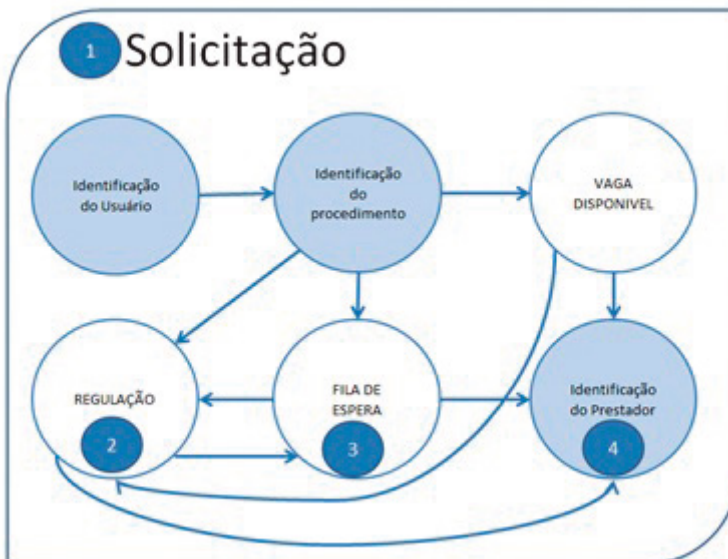 1 Solicitação
Identificação
do Usuário
Identificação
do
procedimento
VAGA
DISPONIVEL
REGULAÇÃO
2
FILA DE
ESPERA
3
Identificação
do Prestador
4